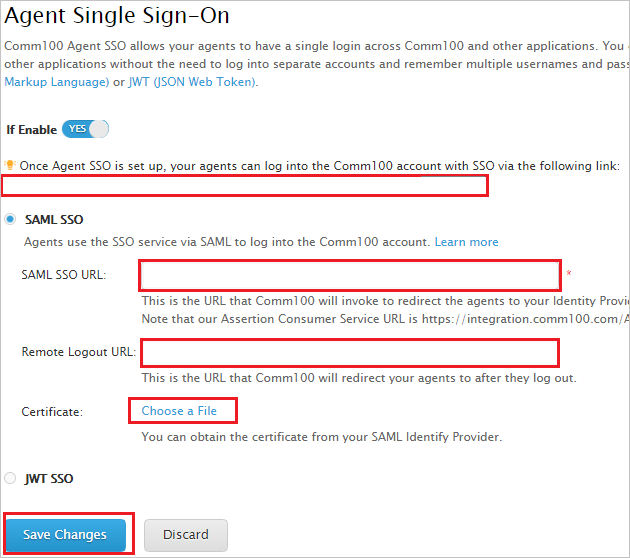 Agent Single Sign-On
Comm100 Agent SSO allows your agents to have a single login across Comm100 and other applications. You
other applications without the need to log into separate accounts and remember multiple usernames and pas
Markup Language) or JWT (JSON Web Token).
If Enable YES
Once Agent SSO is set up, your agents can log into the Comm100 account with SSO via the following link:
SAML SSO
Agents use the SSO service via SAML to log into the Comm100 account. Learn more
SAML SSO URL: *
This is the URL that Comm100 will invoke to redirect the agents to your Identity Provi
Note that our Assertion Consumer Service URL is https://integration.comm100.com/A
Remote Logout URL:
This is the URL that Comm100 will redirect your agents to after they log out.
Certificate: Choose a File
You can obtain the certificate from your SAML Identify Provider.
JWT SSO
Save Changes Discard